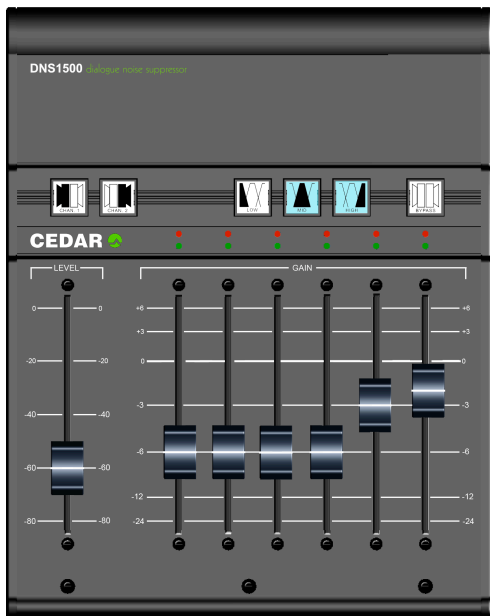 DNS1500 dialogue noise suppressor
CHAN. 1 CHAN. 2 LOW MID HIGH BYPASS
CEDAR
LEVEL GAIN
0 0 +6 +6
+3 +3
-20 -20 0 0
-40 -40 -3 -3
-60 -60 -6 -6
-12 -12
-80 -80 -24 -24